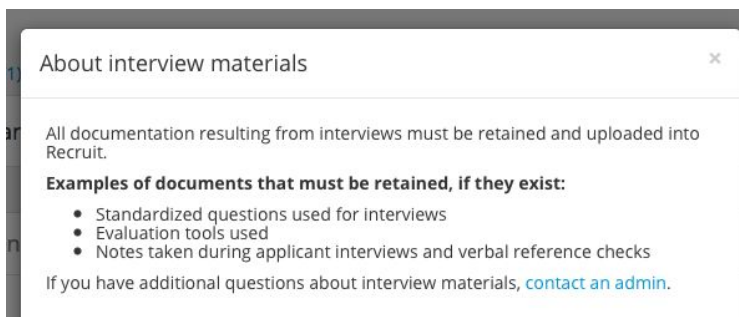 About interview materials
×
1)
ar
All documentation resulting from interviews must be retained and uploaded into
Recruit.
Examples of documents that must be retained, if they exist:
• Standardized questions used for interviews
• Evaluation tools used
n
• Notes taken during applicant interviews and verbal reference checks
If you have additional questions about interview materials, contact an admin.